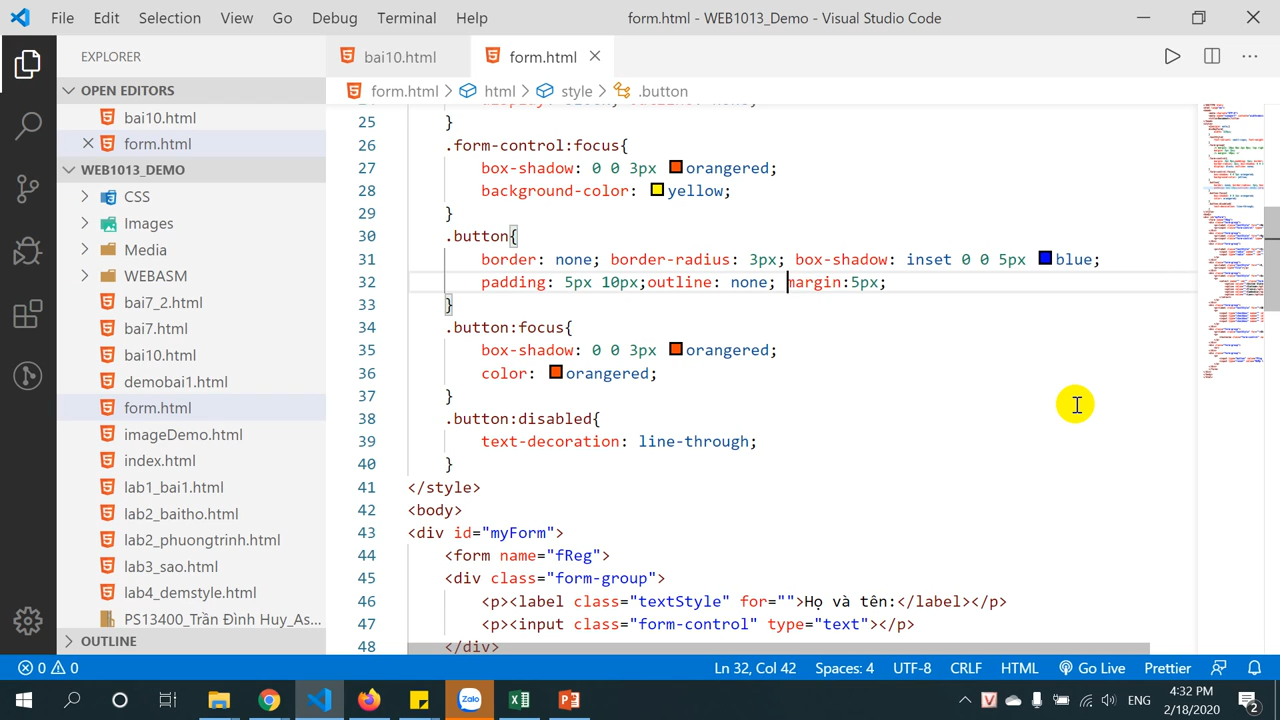 File Edit Selection View Go Debug Terminal Help form.html - WEB1013_Demo - Visual Studio Code
EXPLORER
bai10.html form.html
OPEN EDITORS
bai10.html
form.html
WEB1013_DEMO
CSS
Images
Media
WEBASM
bai7_2.html
bai7.html
bai10.html
demobai1.html
form.html
imageDemo.html
index.html
lab1_bai1.html
lab2_baitho.html
lab2_phuongtrinh.html
lab3_sao.html
lab4_demstyle.html
PS13400_Trần Đình Huy_As...
OUTLINE
form.html > html > style > .button
25 }
26 .form-control:focus{
27 box-shadow: 0 0 3px orangered;
28 background-color: yellow;
29 }
30 .button{
31 border: none; border-radius: 3px; box-shadow: inset 0 0 5px blue;
32 padding: 5px 10px;outline: none; margin:5px;
33 }
34 .button:focus{
35 box-shadow: 0 0 3px orangered;
36 color: orangered;
37 }
38 .button:disabled{
39 text-decoration: line-through;
40 }
41 </style>
42 <body>
43 <div id="myForm">
44 <form name="fReg">
45 <div class="form-group">
46 <p><label class="textStyle" for="">Họ và tên:</label></p>
47 <p><input class="form-control" type="text"></p>
48 </div>
0 0 Ln 32, Col 42 Spaces: 4 UTF-8 CRLF HTML Go Live Prettier
Zalo
ENG
4:32 PM
2/18/2020
2